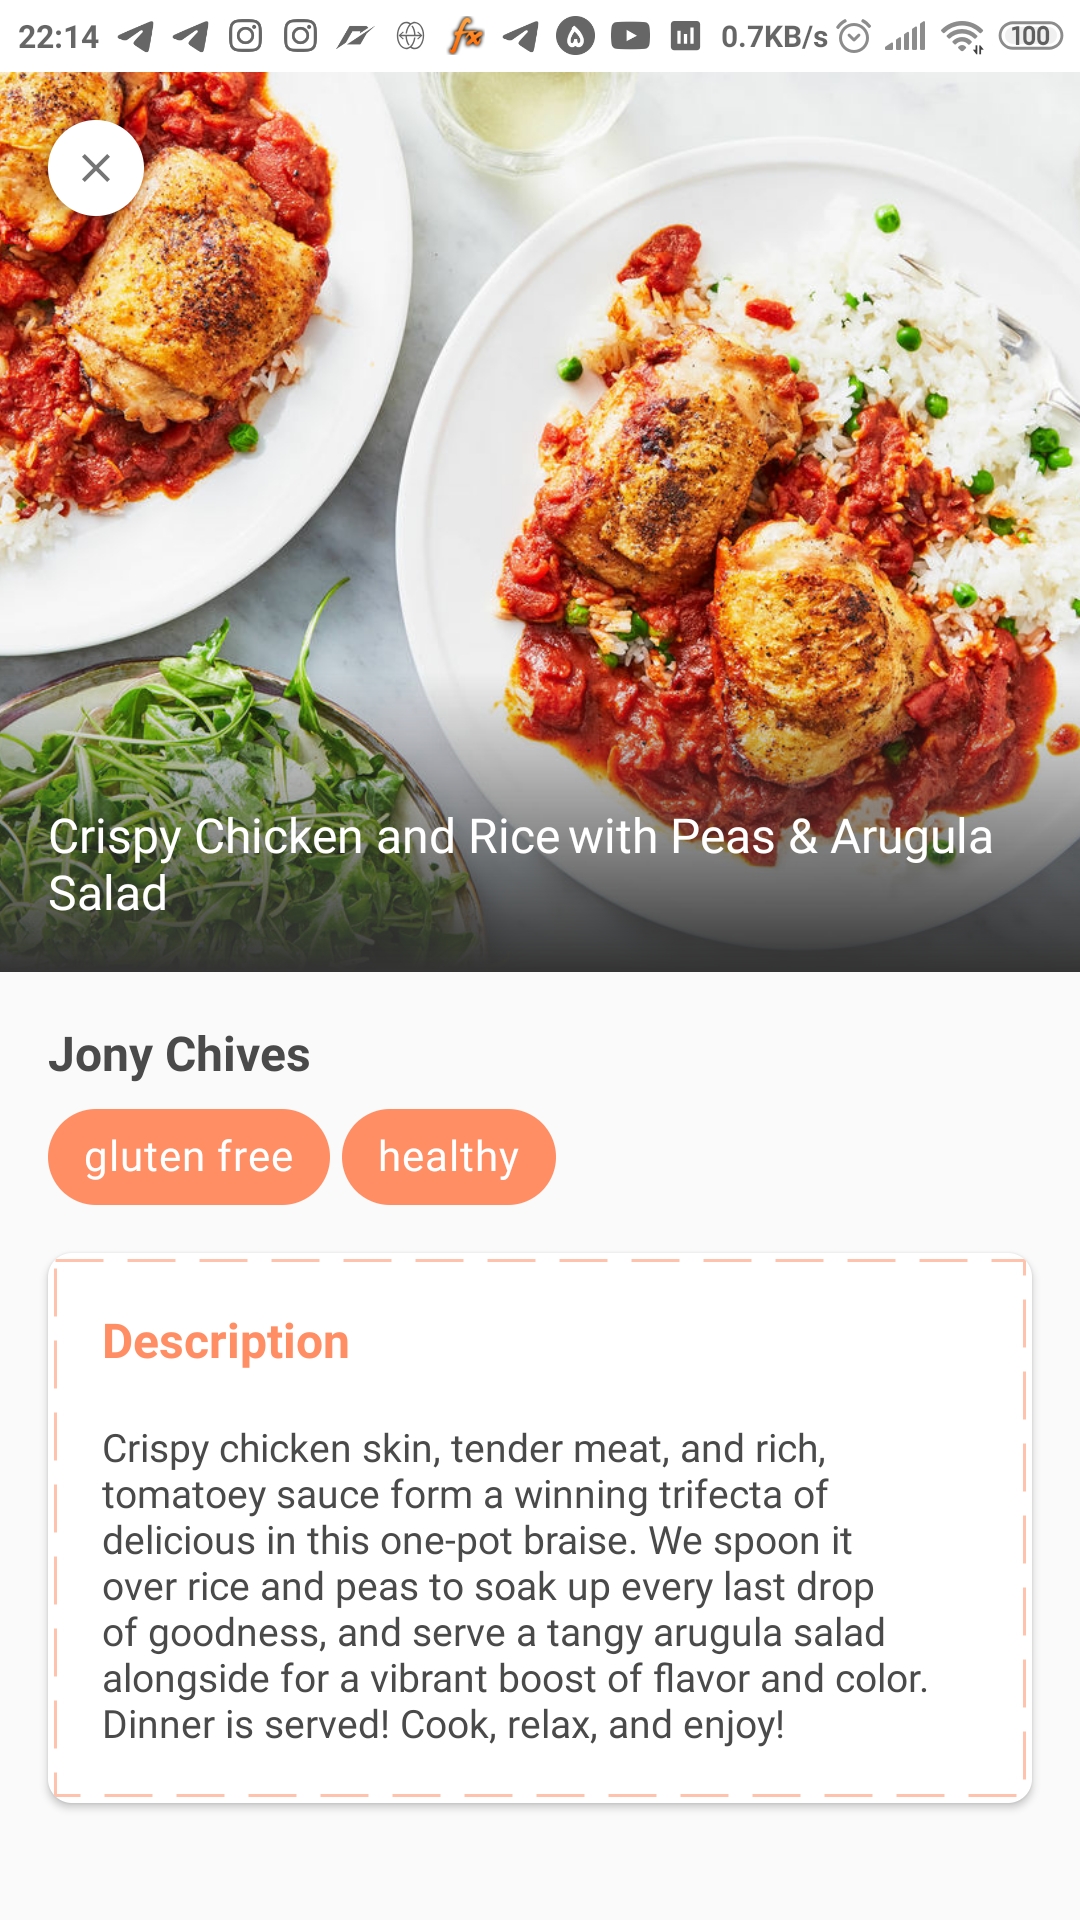 22:14 0.7KB/s 100
Crispy Chicken and Rice with Peas & Arugula
Salad
Jony Chives
gluten free healthy
Description
Crispy chicken skin, tender meat, and rich,
tomatoey sauce form a winning trifecta of
delicious in this one-pot braise. We spoon it
over rice and peas to soak up every last drop
of goodness, and serve a tangy arugula salad
alongside for a vibrant boost of flavor and color.
Dinner is served! Cook, relax, and enjoy!